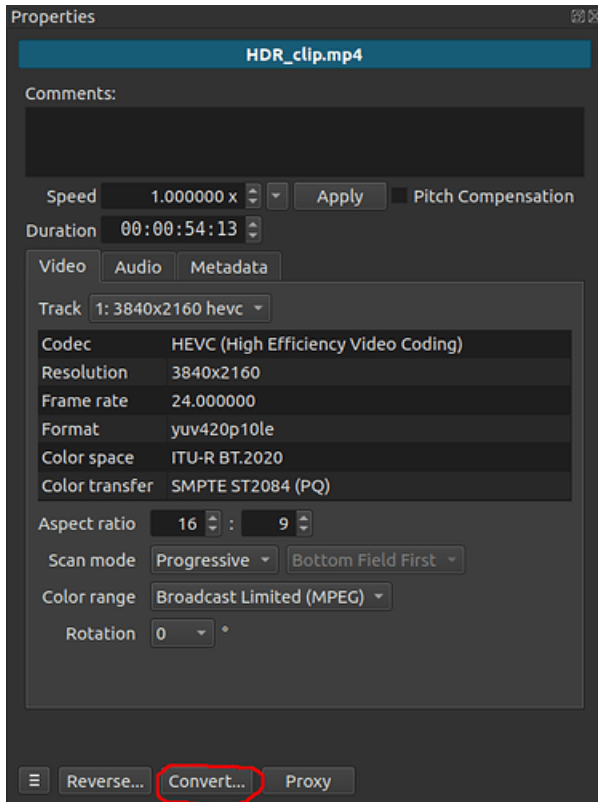 Properties
HDR_clip.mp4
Comments:
Speed 1.000000 x Apply Pitch Compensation
Duration 00:00:54:13
Video Audio Metadata
Track 1: 3840x2160 hevc
Codec HEVC (High Efficiency Video Coding)
Resolution 3840x2160
Frame rate 24.000000
Format yuv420p10le
Color space ITU-R BT.2020
Color transfer SMPTE ST2084 (PQ)
Aspect ratio 16 : 9
Scan mode Progressive Bottom Field First
Color range Broadcast Limited (MPEG)
Rotation 0 °
Reverse... Convert... Proxy